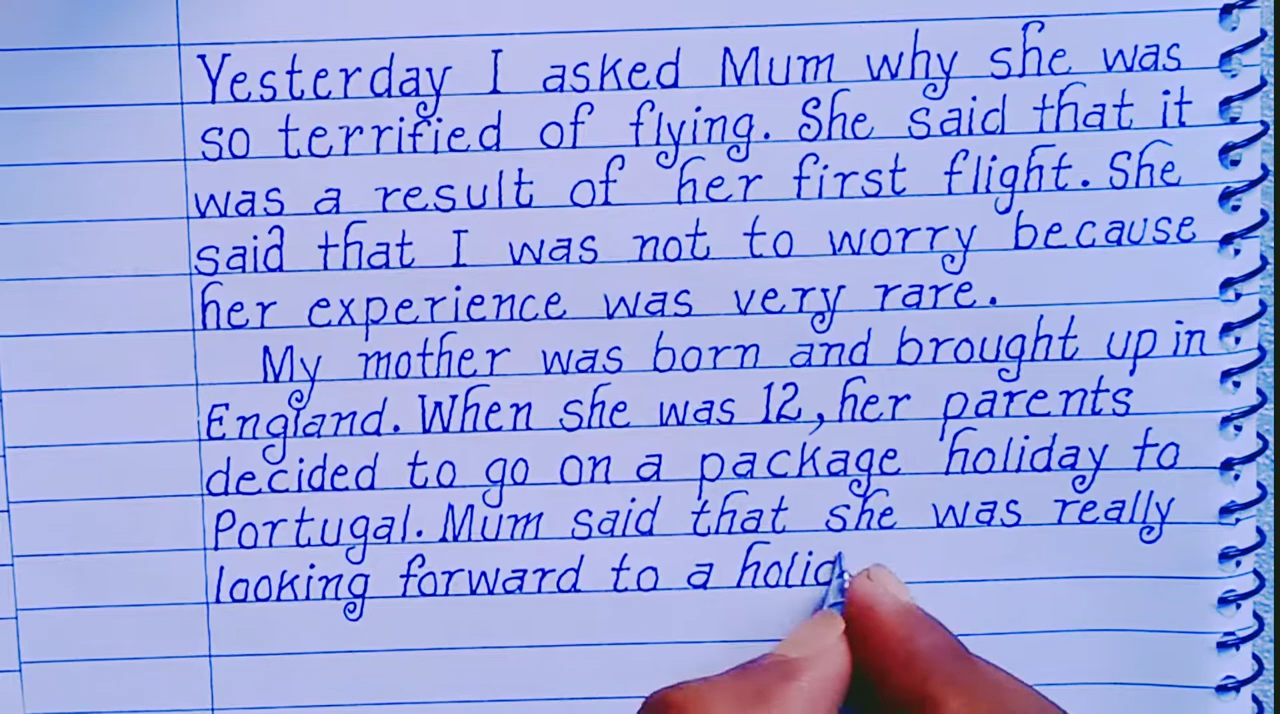 Yesterday I asked Mum why she was
so terrified of flying. She said that it
was a result of her first flight. She
said that I was not to worry because
her experience was very rare.
My mother was born and brought up in
England. When she was 12, her parents
decided to go on a package holiday to
Portugal. Mum said that she was really
looking forward to a holid